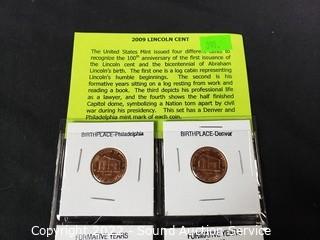 2009 LINCOLN CENT
The United States Mint issued four different
recognize the 100th anniversary of the first issuance of
the Lincoln cent and the bicentennial of Abraham
Lincoln's birth. The first one is a log cabin representing
Lincoln's humble beginnings. The second is his
formative years sitting on a log resting from work and
reading a book. The third depicts his professional life
as a lawyer, and the fourth shows the half finished
Capitol dome, symbolizing a Nation torn apart by civil
war during his presidency. This set has a Denver and
Philadelphia mint mark of each coin.
BIRTHPLACE-Philadelphia
BIRTHPLACE-Denver
FORMATIVE YEARS
FORMATIVE YEARS
Sound Auction Service